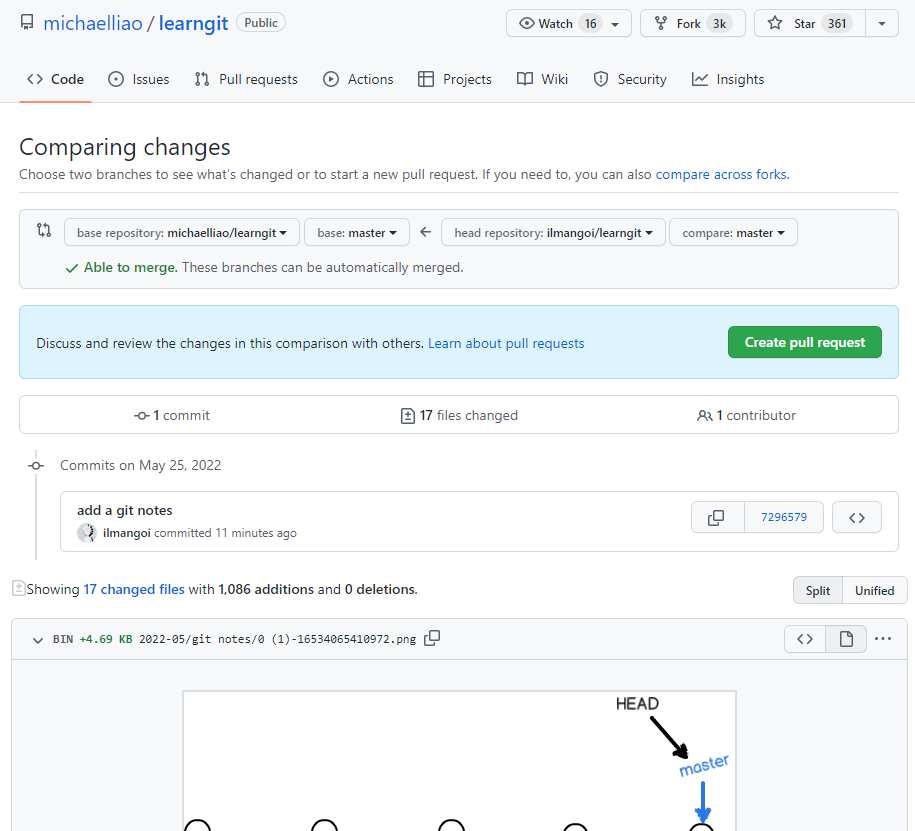 michaelliao / learngit Public
Watch 16 Fork 3k Star 361
Code Issues Pull requests Actions Projects Wiki Security Insights
Comparing changes
Choose two branches to see what's changed or to start a new pull request. If you need to, you can also compare across forks.
base repository: michaelliao/learngit base: master ← head repository: ilmangoi/learngit compare: master
Able to merge. These branches can be automatically merged.
Discuss and review the changes in this comparison with others. Learn about pull requests Create pull request
1 commit 17 files changed 1 contributor
Commits on May 25, 2022
add a git notes
ilmangoi committed 11 minutes ago
7296579
Showing 17 changed files with 1,086 additions and 0 deletions.
Split Unified
BIN +4.69 KB 2022-05/git notes/0 (1)-16534065410972.png
HEAD
master